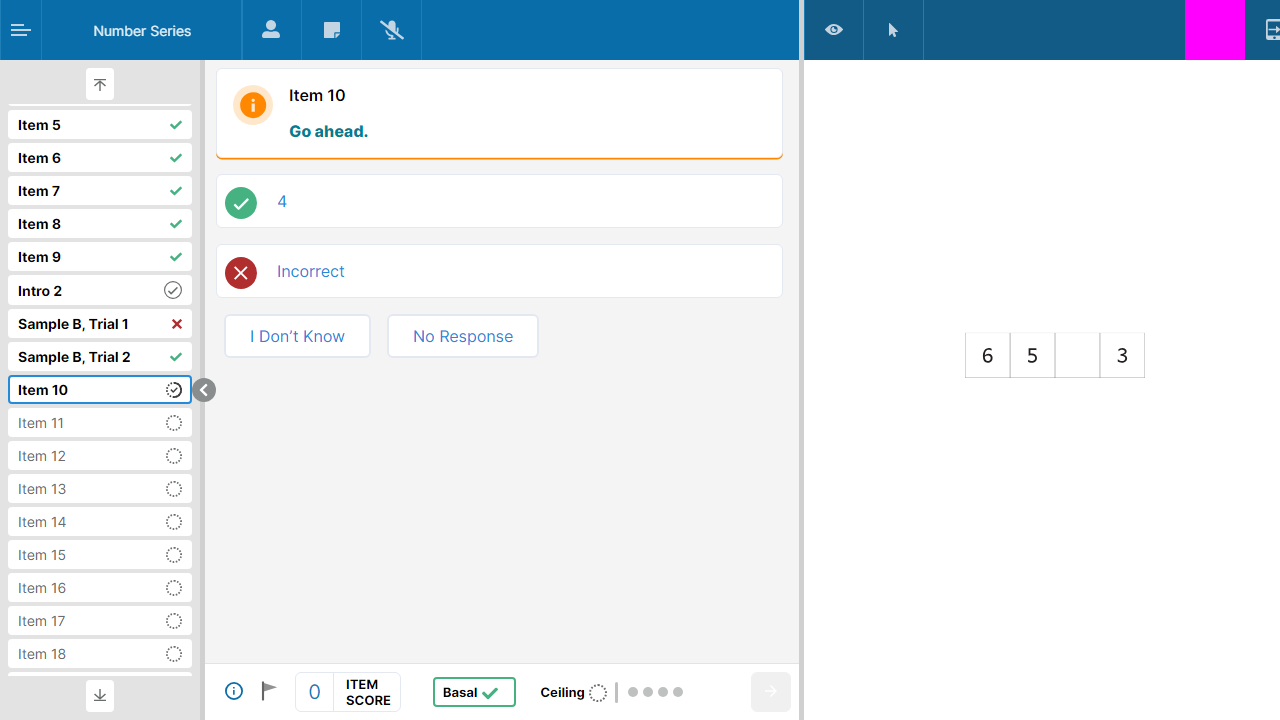 Number Series
Item 5
Item 6
Item 7
Item 8
Item 9
Intro 2
Sample B, Trial 1
Sample B, Trial 2
Item 10
Item 11
Item 12
Item 13
Item 14
Item 15
Item 16
Item 17
Item 18
Item 10
Go ahead.
4
Incorrect
I Don’t Know
No Response
0
ITEM
SCORE
Basal
Ceiling
6 5 3